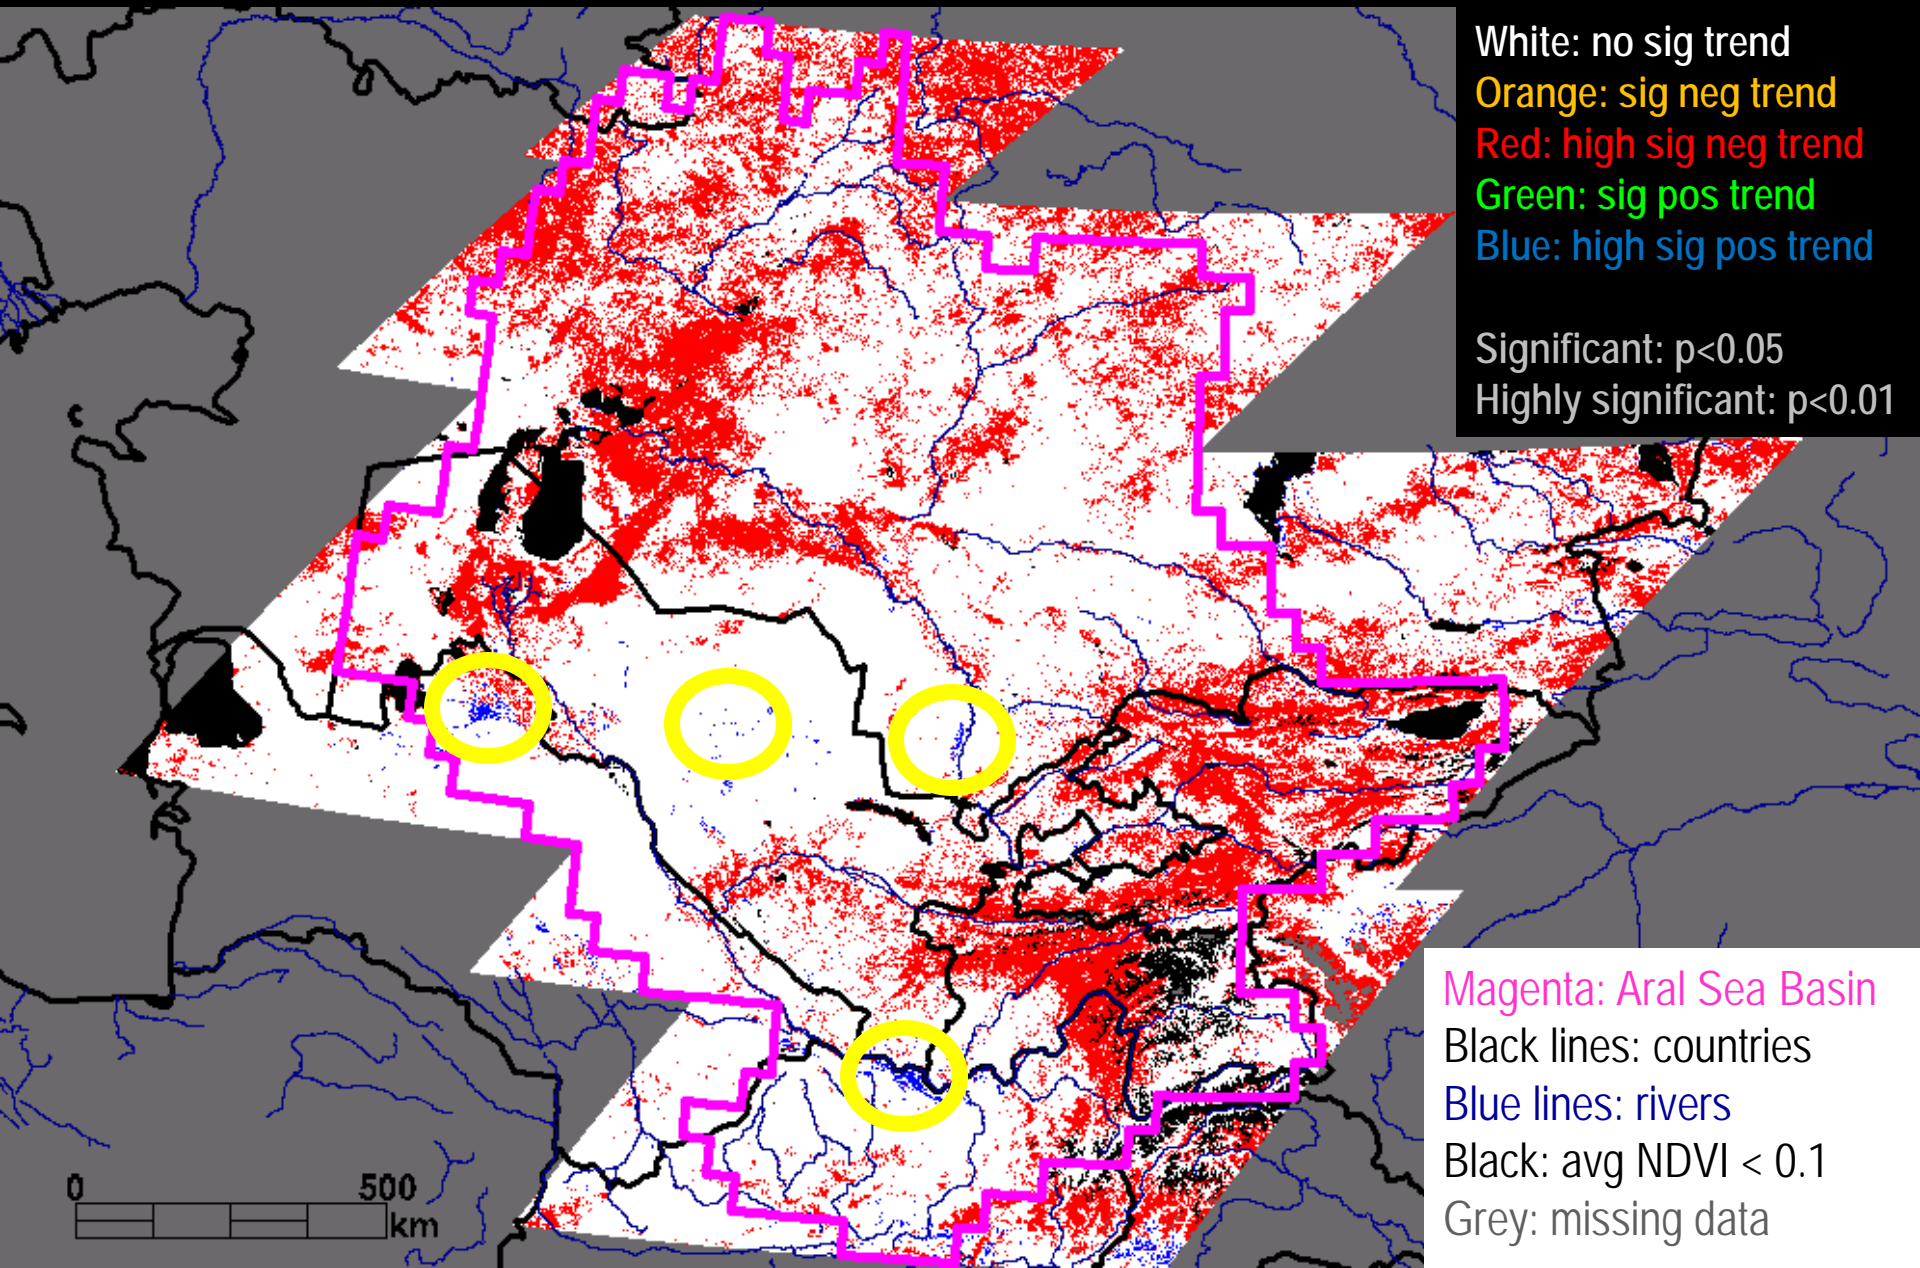 White: no sig trend
Orange: sig neg trend
Red: high sig neg trend
Green: sig pos trend
Blue: high sig pos trend
Significant: p<0.05
Highly significant: p<0.01
Magenta: Aral Sea Basin
Black lines: countries
Blue lines: rivers
Black: avg NDVI < 0.1
Grey: missing data
0 500
km